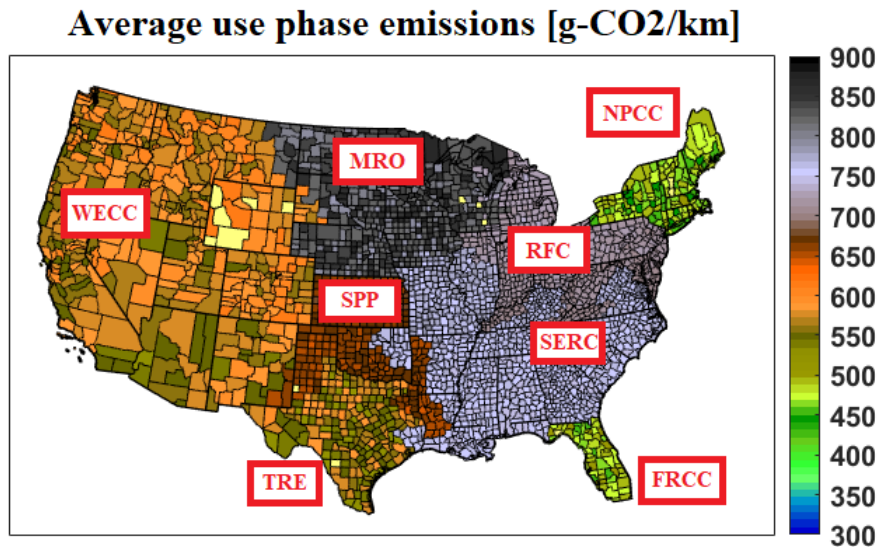 Average use phase emissions [g-CO2/km]
NPCC
MRO
WECC
RFC
SPP
SERC
TRE
FRCC
900
850
800
750
700
650
600
550
500
450
400
350
300